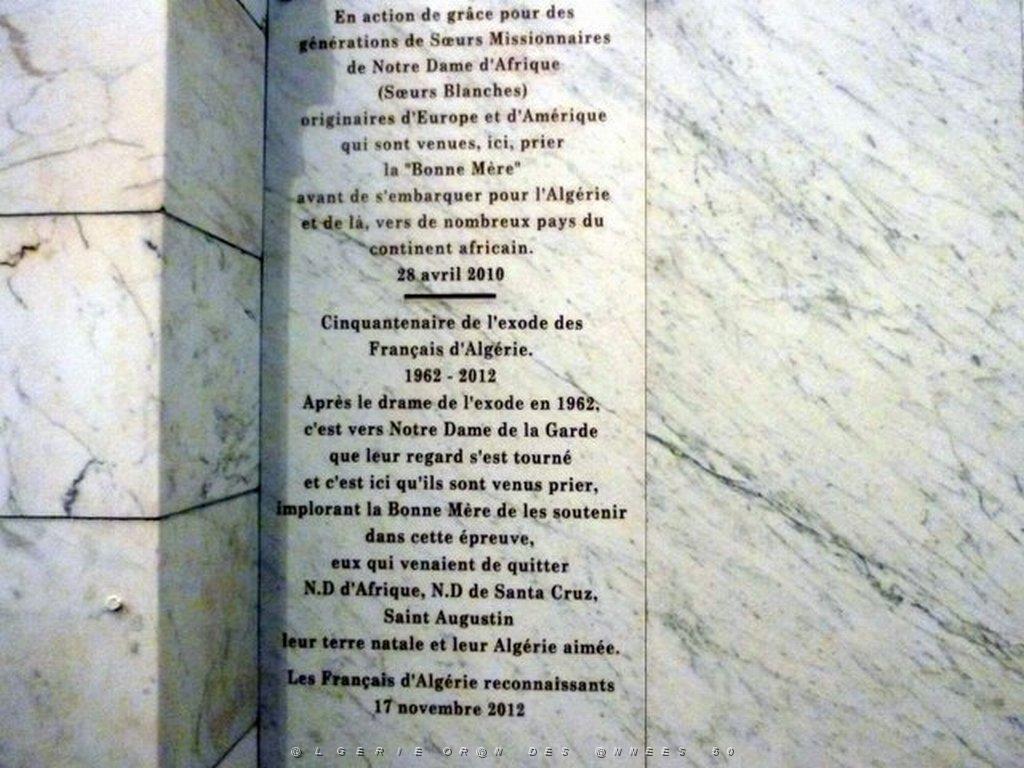 En action de grâce pour des
générations de Sœurs Missionnaires
de Notre Dame d'Afrique
(Sœurs Blanches)
originaires d'Europe et d'Amérique
qui sont venues, ici, prier
la "Bonne Mère"
avant de s'embarquer pour l'Algérie
et de là, vers de nombreux pays du
continent africain.
28 avril 2010
Cinquantenaire de l'exode des
Français d'Algérie.
1962 - 2012
Après le drame de l'exode en 1962,
c'est vers Notre Dame de la Garde
que leur regard s'est tourné
et c'est ici qu'ils sont venus prier,
implorant la Bonne Mère de les soutenir
dans cette épreuve,
eux qui venaient de quitter
N.D d'Afrique, N.D de Santa Cruz,
Saint Augustin
leur terre natale et leur Algérie aimée.
Les Français d'Algérie reconnaissants
17 novembre 2012
@LGERIE OR@N DES @NNEES 50